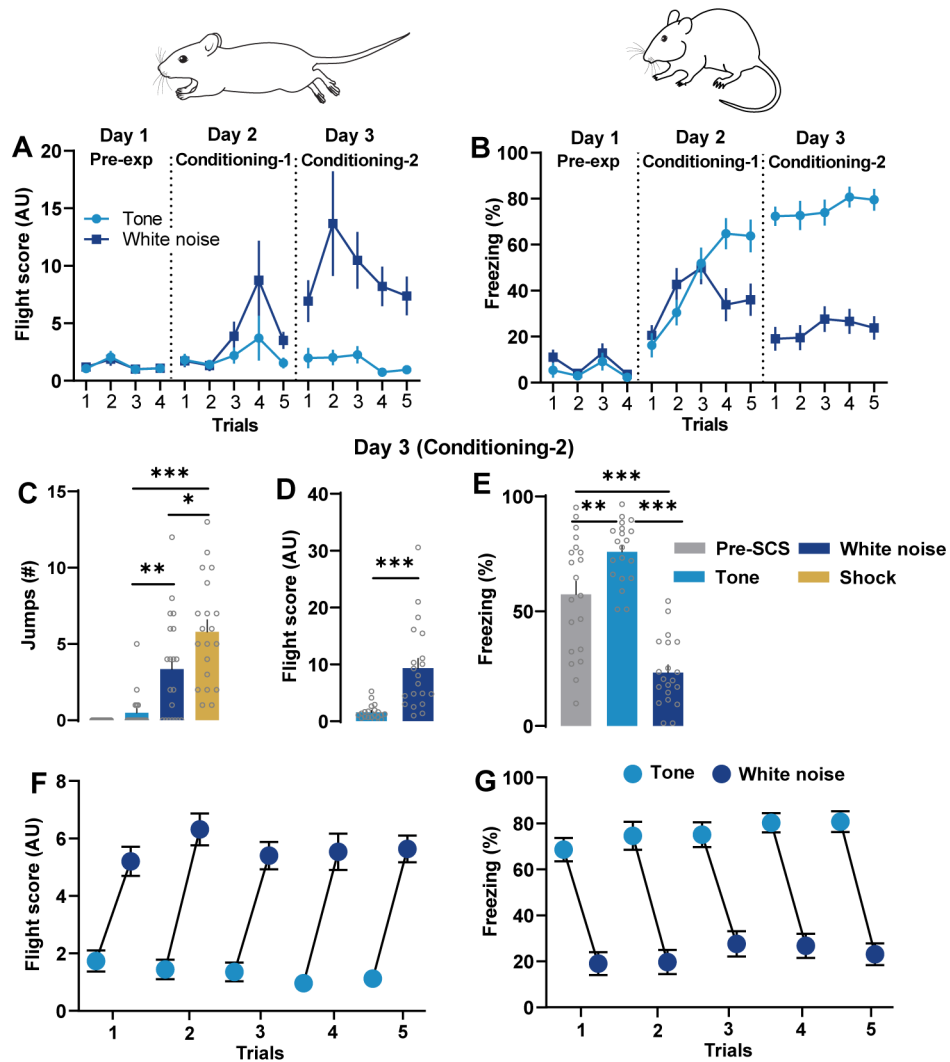 A
Day 1
Pre-exp
Day 2
Conditioning-1
Day 3
Conditioning-2
Flight score (AU)
20
15
10
5
0
Tone
White noise
1 2 3 4 1 2 3 4 5 1 2 3 4 5
Trials
B
Day 1
Pre-exp
Day 2
Conditioning-1
Day 3
Conditioning-2
Freezing (%)
100
80
60
40
20
0
1 2 3 4 1 2 3 4 5 1 2 3 4 5
Trials
Day 3 (Conditioning-2)
C
Jumps (#)
15
10
5
0
***
*
**
D
Flight score (AU)
40
30
20
10
0
***
E
Freezing (%)
100
50
0
***
** ***
Pre-SCS White noise
Tone Shock
F
Flight score (AU)
8
6
4
2
0
1 2 3 4 5
Trials
G
Tone White noise
Freezing (%)
100
80
60
40
20
0
1 2 3 4 5
Trials